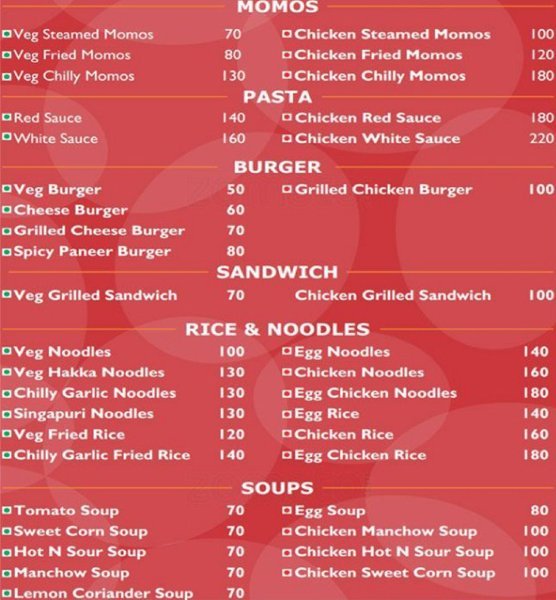 MOMOS
Veg Steamed Momos 70 Chicken Steamed Momos 100
Veg Fried Momos 80 Chicken Fried Momos 120
Veg Chilly Momos 130 Chicken Chilly Momos 180
PASTA
Red Sauce 140 Chicken Red Sauce 180
White Sauce 160 Chicken White Sauce 220
BURGER
Veg Burger 50 Grilled Chicken Burger 100
Cheese Burger 60
Grilled Cheese Burger 70
Spicy Paneer Burger 80
SANDWICH
Veg Grilled Sandwich 70 Chicken Grilled Sandwich 100
RICE & NOODLES
Veg Noodles 100 Egg Noodles 140
Veg Hakka Noodles 130 Chicken Noodles 160
Chilly Garlic Noodles 130 Egg Chicken Noodles 180
Singapuri Noodles 130 Egg Rice 140
Veg Fried Rice 120 Chicken Rice 160
Chilly Garlic Fried Rice 140 Egg Chicken Rice 180
SOUPS
Tomato Soup 70 Egg Soup 80
Sweet Corn Soup 70 Chicken Manchow Soup 100
Hot N Sour Soup 70 Chicken Hot N Sour Soup 100
Manchow Soup 70 Chicken Sweet Corn Soup 100
Lemon Coriander Soup 70